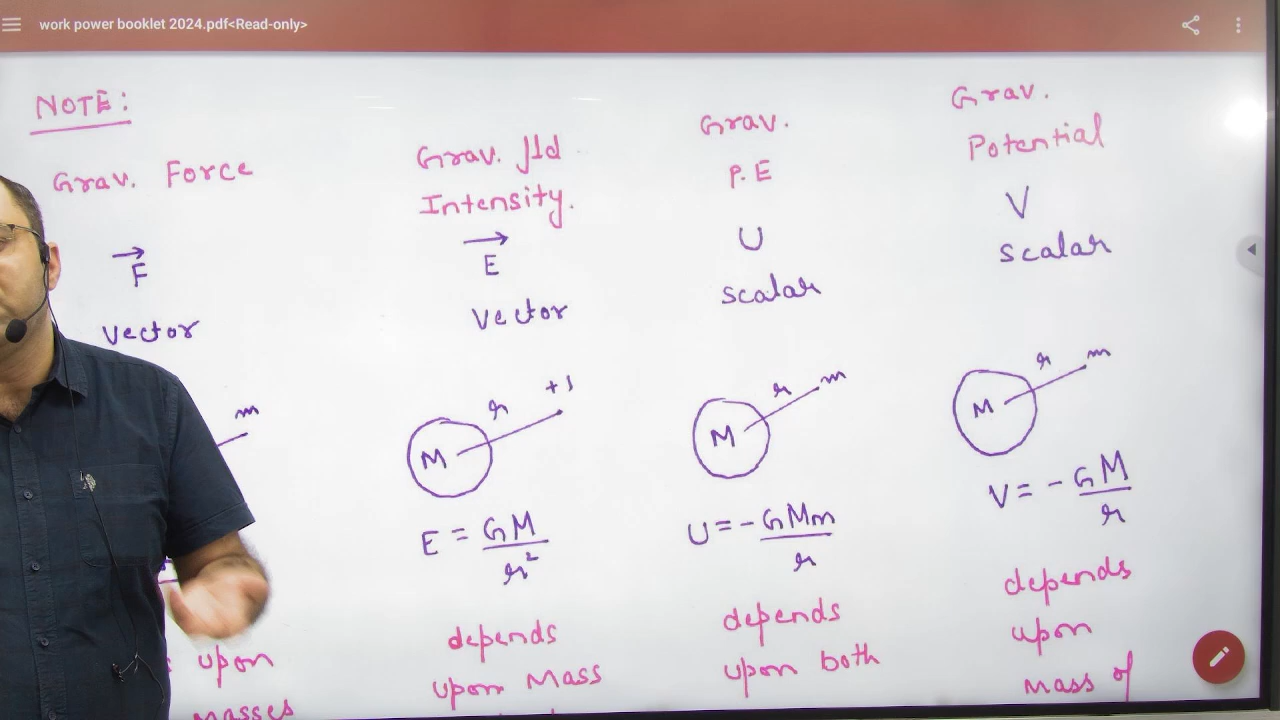 work power booklet 2024.pdf<Read-only>
NOTE:
Grav. Force
F
Vector
m
upon
masses
Grav. fld
Intensity.
E
Vector
+1
r
M
E = GM/r²
depends
upon Mass
Grav.
P.E
U
Scalar
r m
M
U = - GMm/r
depends
upon both
Grav.
Potential
V
Scalar
r m
M
V = - GM/r
depends
upon
Mass of